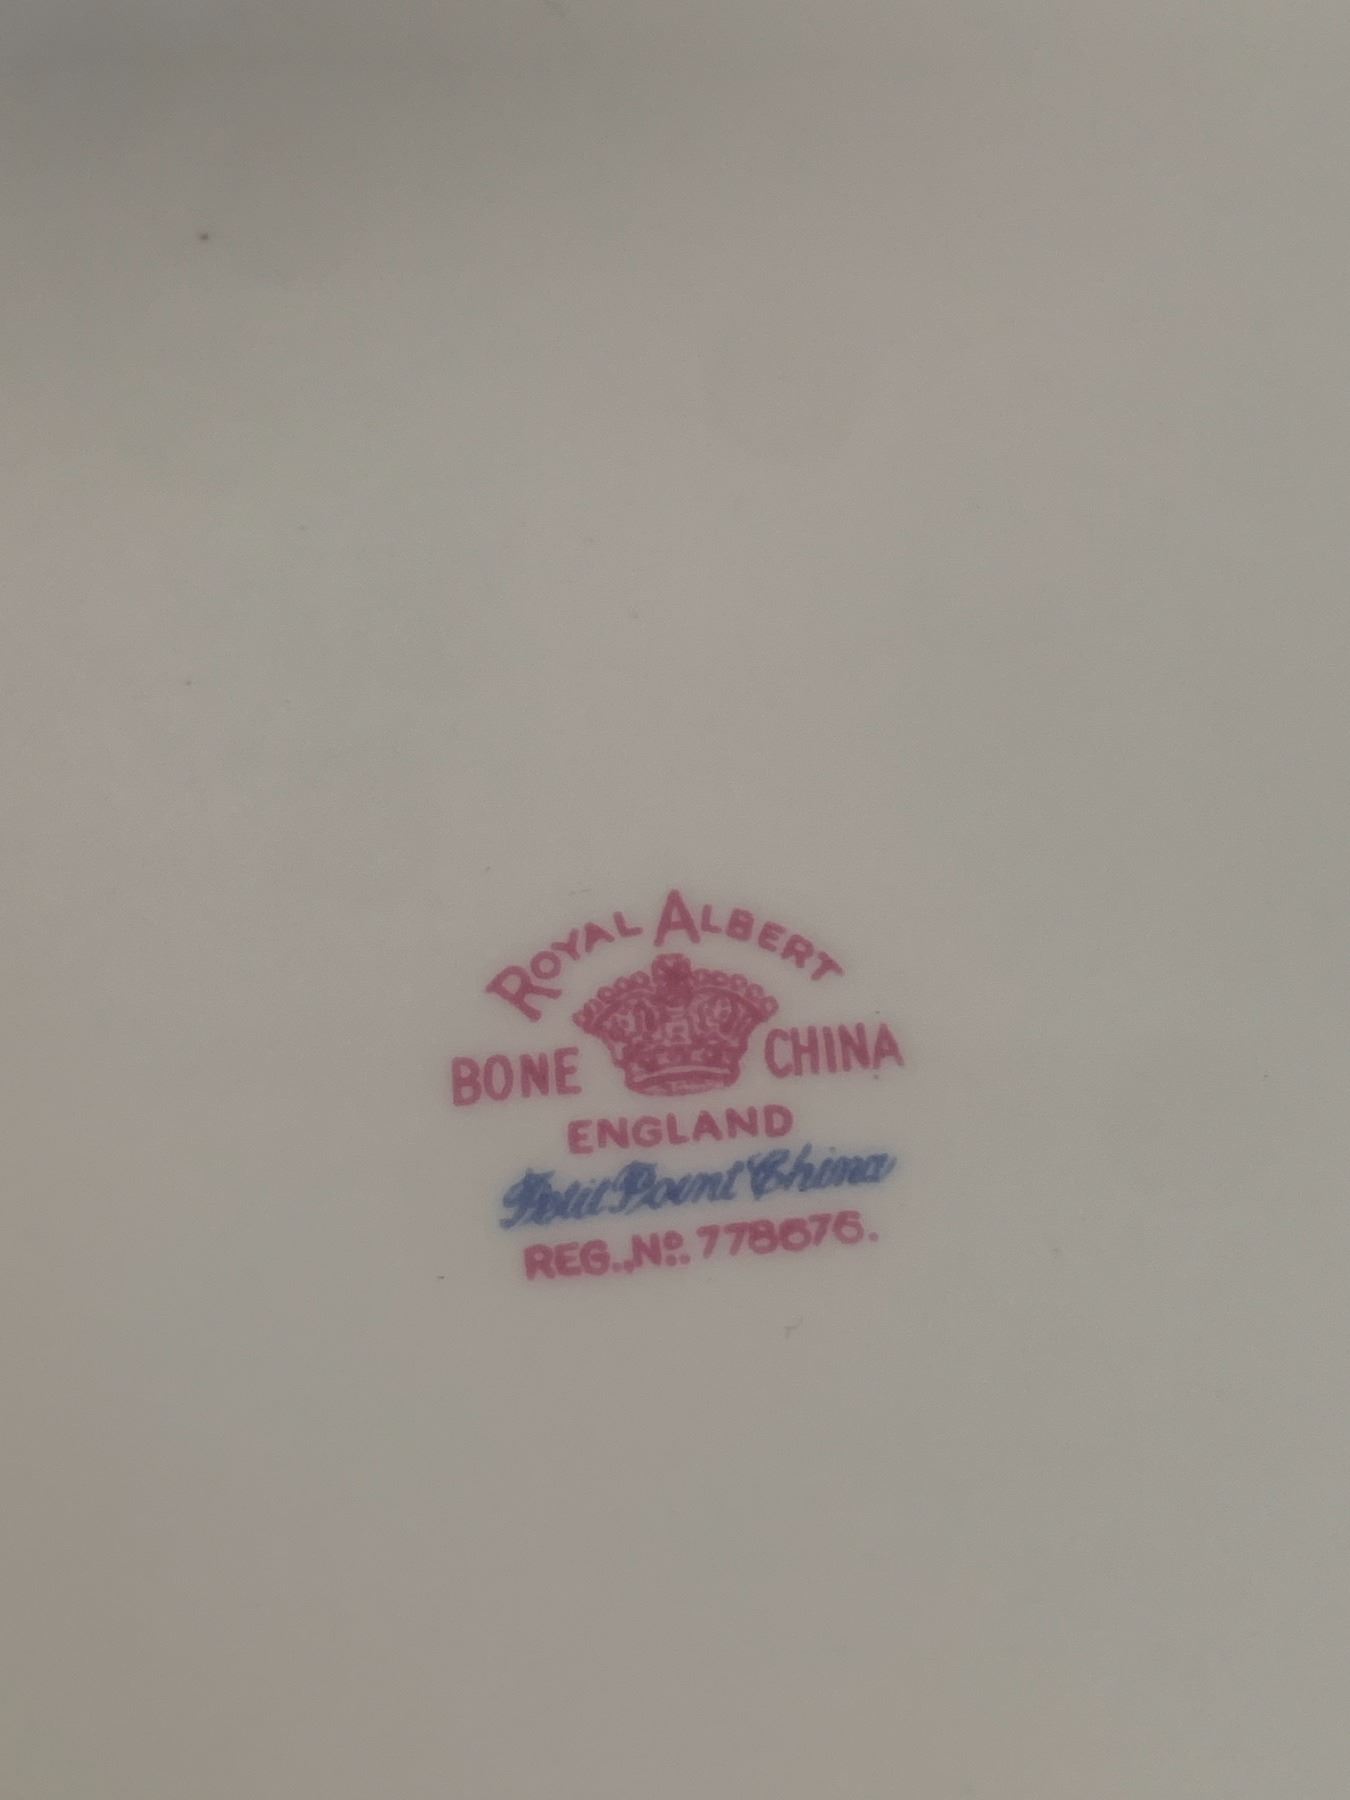 ROYAL ALBERT
BONE CHINA
ENGLAND
Petit Point China
REG., Nº. 778676.